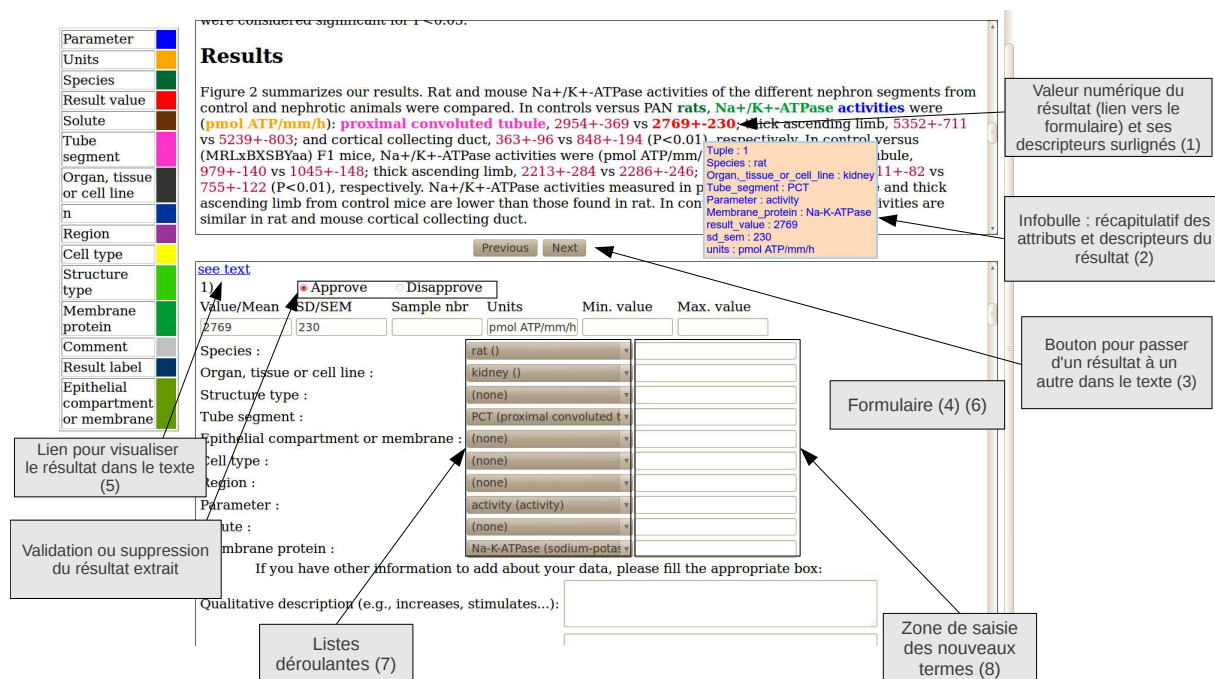 were considered significant for P<0.05.
Results
Figure 2 summarizes our results. Rat and mouse Na+/K+-ATPase activities of the different nephron segments from
control and nephrotic animals were compared. In controls versus PAN rats, Na+/K+-ATPase activities were
(pmol ATP/mm/h): proximal convoluted tubule, 2954+-369 vs 2769+-230; thick ascending limb, 5352+-711
vs 5239+-803; and cortical collecting duct, 363+-96 vs 848+-194 (P<0.01), respectively. In control versus
(MRLxBXSBYaa) F1 mice, Na+/K+-ATPase activities were (pmol ATP/mm/ ubule,
979+-140 vs 1045+-148; thick ascending limb, 2213+-284 vs 2286+-246; 11+-82 vs
755+-122 (P<0.01), respectively. Na+/K+-ATPase activities measured in p e and thick
ascending limb from control mice are lower than those found in rat. In con ivities are
similar in rat and mouse cortical collecting duct.
Tuple : 1
Species : rat
Organ,_tissue_or_cell_line : kidney
Tube_segment : PCT
Parameter : activity
Membrane_protein : Na-K-ATPase
result_value : 2769
sd_sem : 230
units : pmol ATP/mm/h
Parameter
Units
Species
Result value
Solute
Tube
segment
Organ, tissue
or cell line
n
Region
Cell type
Structure
type
Membrane
protein
Comment
Result label
Epithelial
compartment
or membrane
Previous Next
see text
1) Approve Disapprove
Value/Mean SD/SEM Sample nbr Units Min. value Max. value
2769 230 pmol ATP/mm/h
Species : rat ()
Organ, tissue or cell line : kidney ()
Structure type : (none)
Tube segment : PCT (proximal convoluted t
Epithelial compartment or membrane : (none)
Cell type : (none)
Region : (none)
Parameter : activity (activity)
ute : (none)
mbrane protein : Na-K-ATPase (sodium-potas
If you have other information to add about your data, please fill the appropriate box:
Qualitative description (e.g., increases, stimulates...):
Valeur numérique du
résultat (lien vers le
formulaire) et ses
descripteurs surlignés (1)
Infobulle : récapitulatif des
attributs et descripteurs du
résultat (2)
Bouton pour passer
d'un résultat à un
autre dans le texte (3)
Formulaire (4) (6)
Lien pour visualiser
le résultat dans le texte
(5)
Validation ou suppression
du résultat extrait
Listes
déroulantes (7)
Zone de saisie
des nouveaux
termes (8)